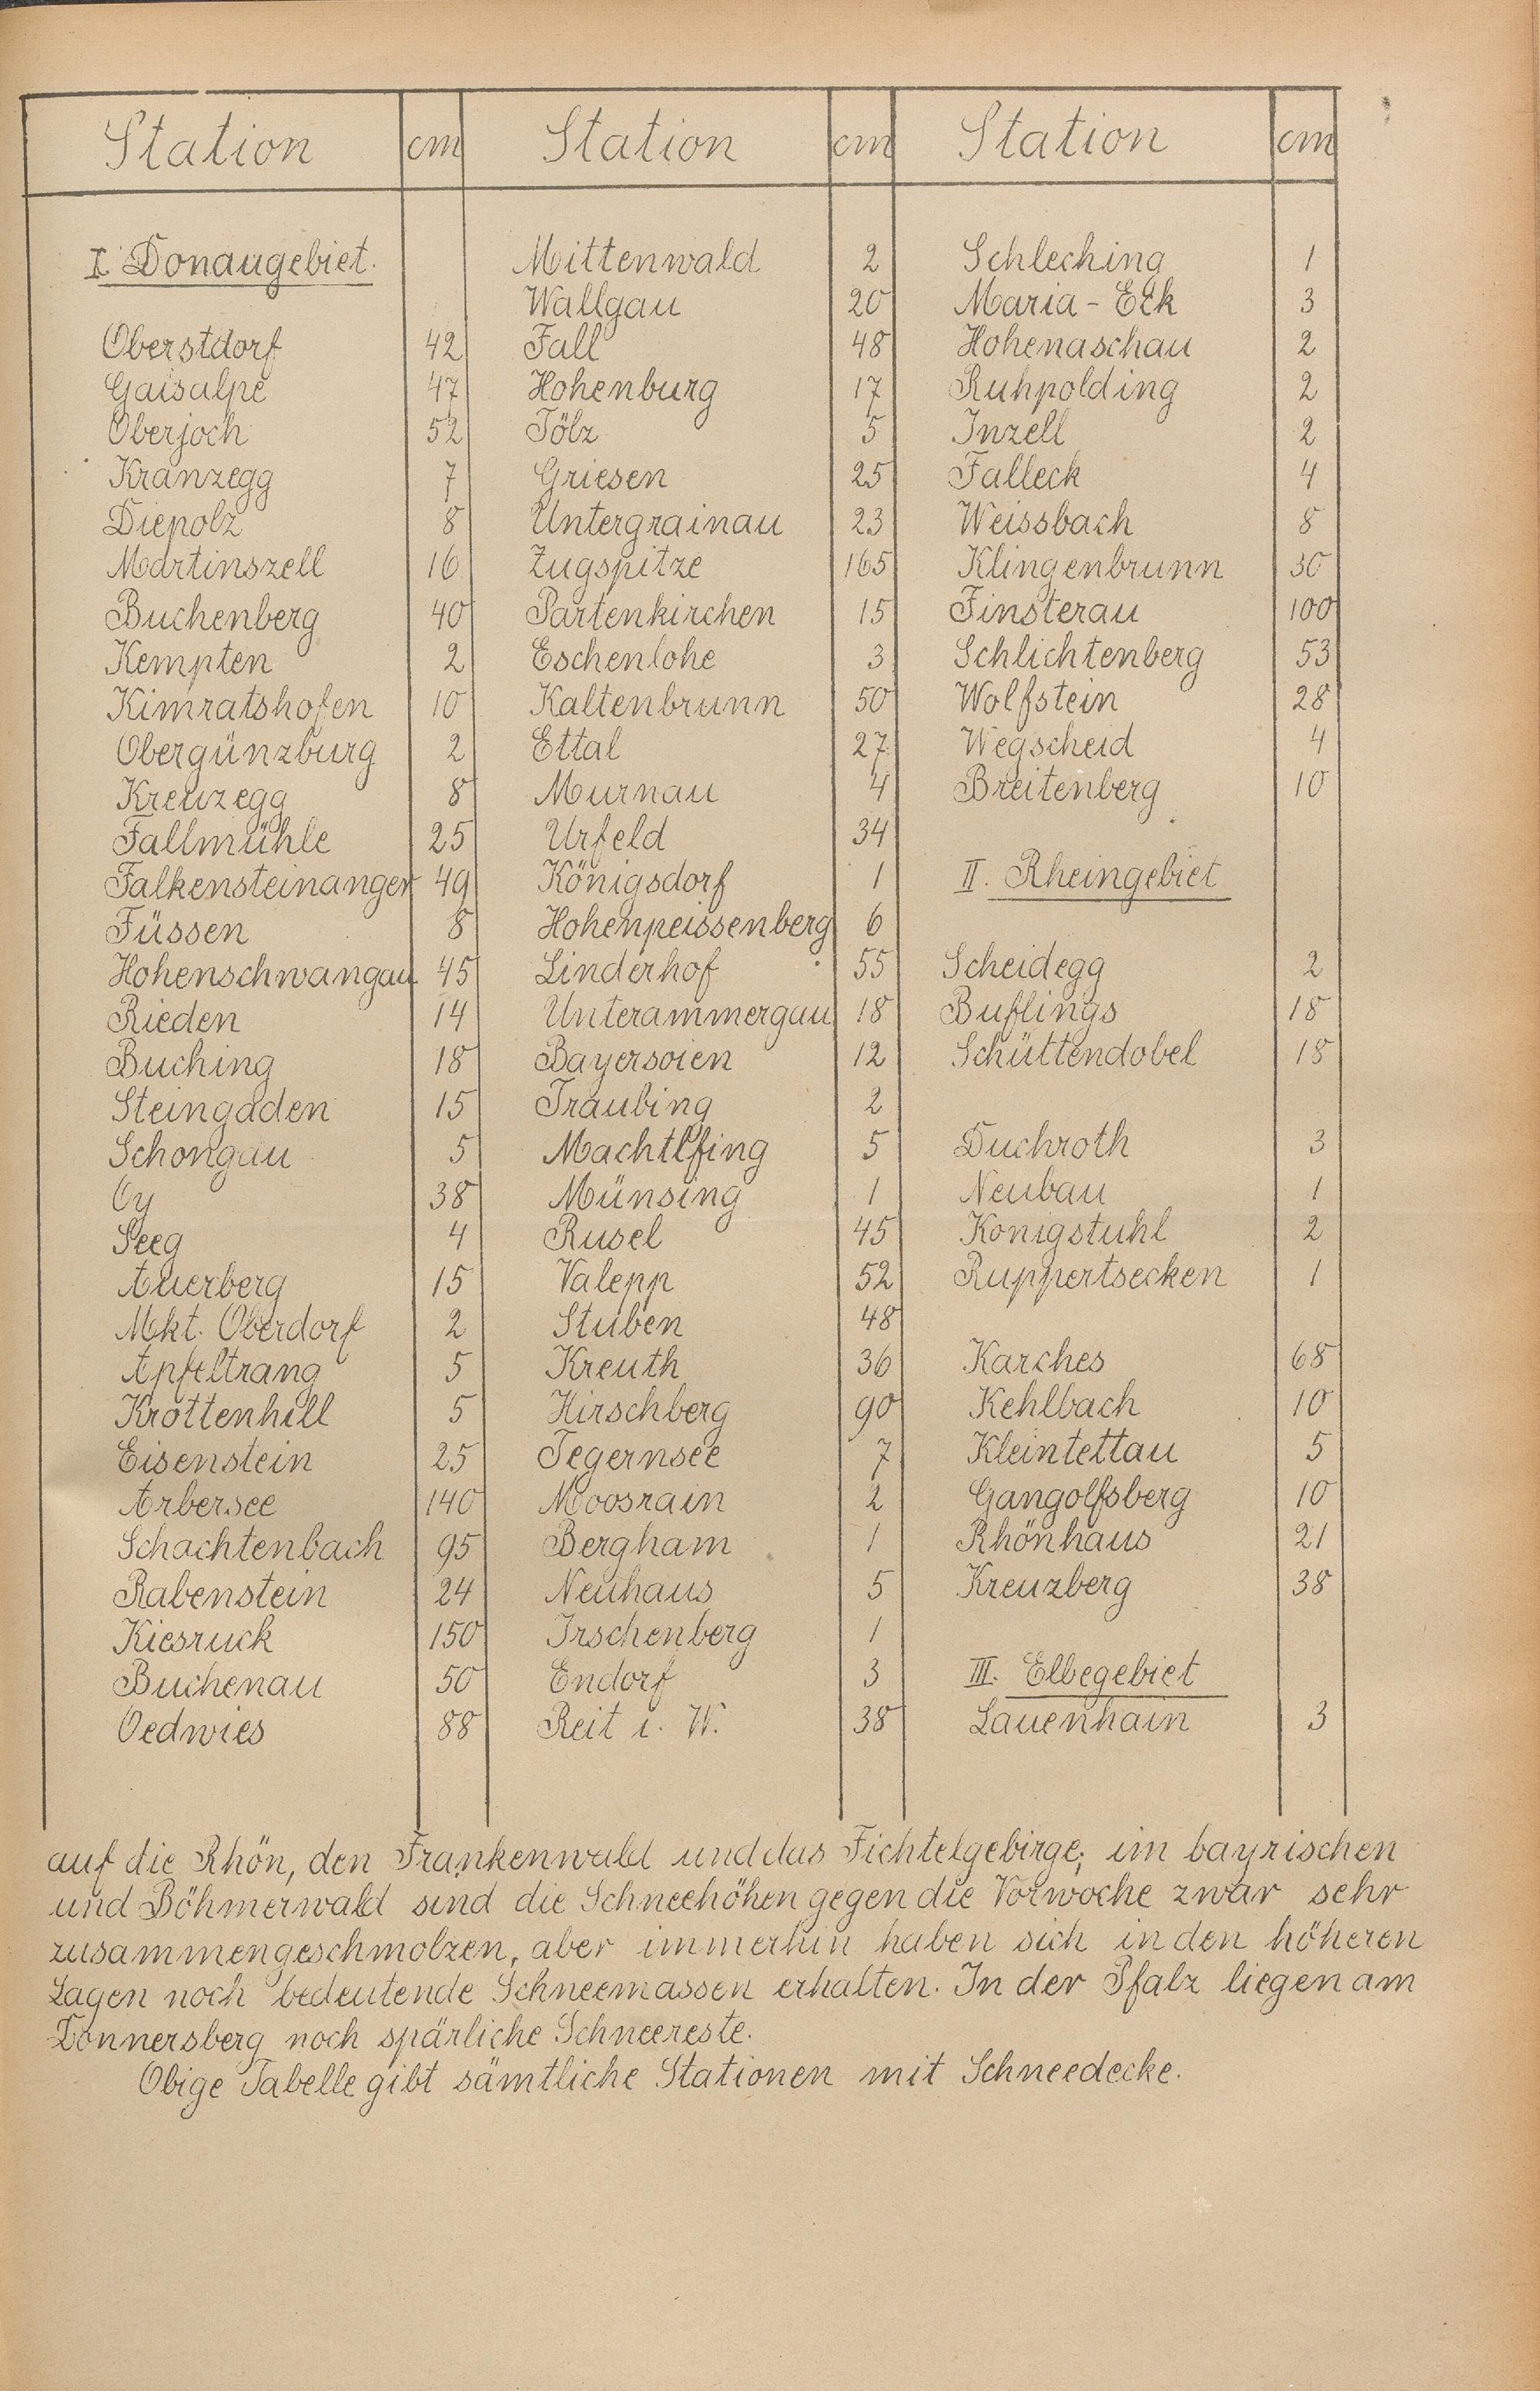 Station cm Station cm Station cm
I. Donaugebiet.
Oberstdorf 42
Gaisalpe 47
Oberjoch 52
Kranzegg 7
Diepolz 8
Martinszell 16
Buchenberg 40
Kempten 2
Kimratshofen 10
Obergünzburg 2
Kreuzegg 8
Fallmühle 25
Falkensteinanger 49
Füssen 8
Hohenschwangau 45
Rieden 14
Buching 18
Steingaden 15
Schongau 5
Oy 38
Seeg 4
Auerberg 15
Mkt. Oberdorf 2
Apfeltrang 5
Krottenhill 5
Eisenstein 25
Arbersee 140
Schachtenbach 95
Rabenstein 24
Kiesruck 150
Buchenau 50
Oedwies 88
Mittenwald 2
Wallgau 20
Fall 48
Hohenburg 17
Tölz 5
Griesen 25
Untergrainau 23
Zugspitze 165
Partenkirchen 15
Eschenlohe 3
Kaltenbrunn 50
Ettal 27
Murnau 4
Urfeld 34
Königsdorf 1
Hohenpeissenberg 6
Linderhof 55
Unterammergau 18
Bayersoien 12
Traubing 2
Machtlfing 5
Münsing 1
Rusel 45
Valepp 52
Stuben 48
Kreuth 36
Hirschberg 90
Tegernsee 7
Moosrain 2
Bergham 1
Neuhaus 5
Irschenberg 1
Endorf 3
Reit i. W. 38
Schleching 1
Maria-Eck 3
Hohenaschau 2
Ruhpolding 2
Inzell 2
Falleck 4
Weissbach 8
Klingenbrunn 30
Finsterau 100
Schlichtenberg 53
Wolfstein 28
Wegscheid 4
Breitenberg 10
II. Rheingebiet
Scheidegg 2
Buflings 18
Schüttendobel 18
Duchroth 3
Neubau 1
Konigstuhl 2
Ruppertsecken 1
Karches 68
Kehlbach 10
Kleintettau 5
Gangolfsberg 10
Rhönhaus 21
Kreuzberg 38
III. Elbegebiet
Lauenhain 3
auf die Rhön, den Frankenwald und das Fichtelgebirge; im bayrischen
und Böhmerwald sind die Schneehöhen gegen die Vorwoche zwar sehr
zusammengeschmolzen, aber immerhin haben sich in den höheren
Lagen noch bedeutende Schneemassen erhalten. In der Pfalz liegen am
Donnersberg noch spärliche Schneereste.
Obige Tabelle gibt sämtliche Stationen mit Schneedecke.